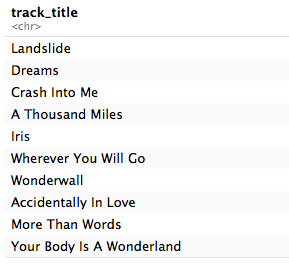 track_title
<chr>
Landslide
Dreams
Crash Into Me
A Thousand Miles
Iris
Wherever You Will Go
Wonderwall
Accidentally In Love
More Than Words
Your Body Is A Wonderland